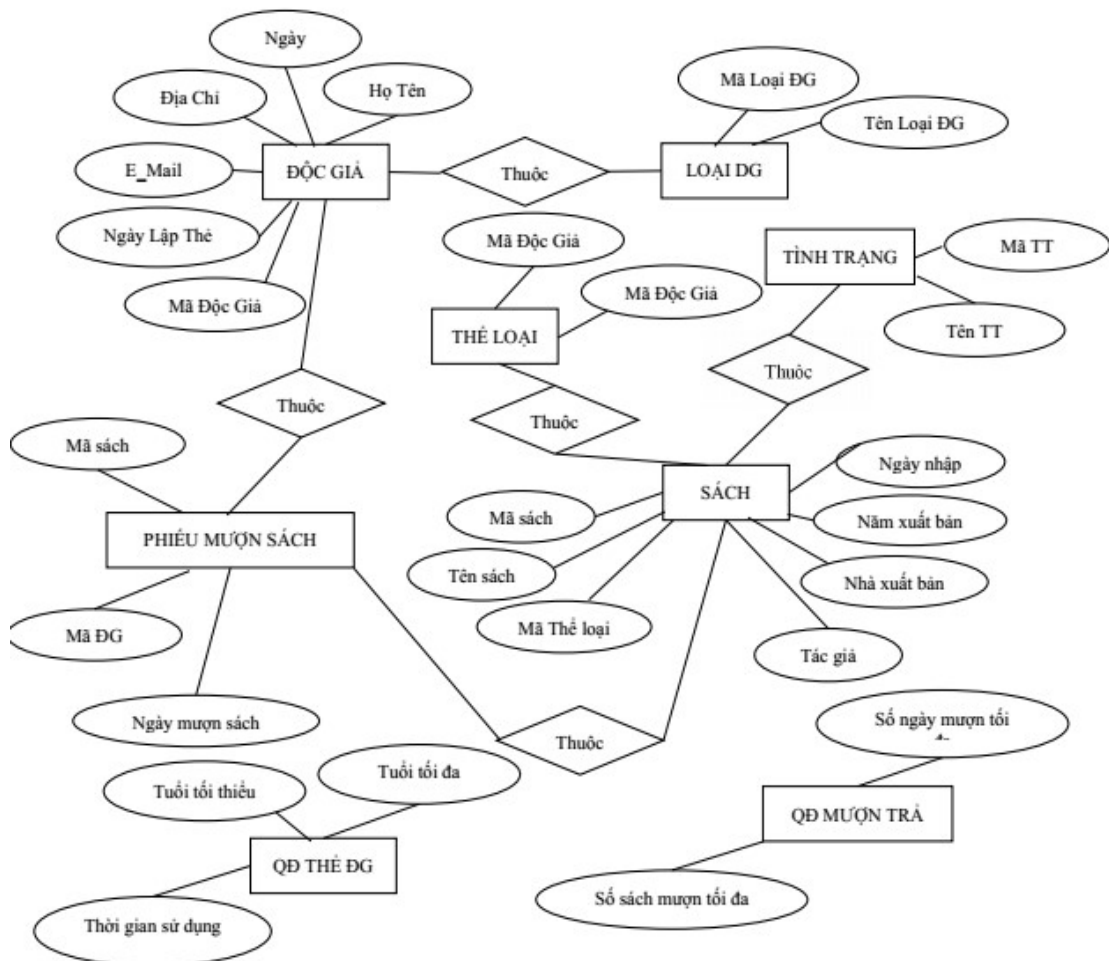 Ngày
Họ Tên
Địa Chỉ
Mã Loại ĐG
Tên Loại ĐG
E_Mail
ĐỘC GIẢ
Thuộc
LOẠI DG
Ngày Lập Thẻ
Mã Độc Giả
Mã Độc Giả
Mã Độc Giả
TÌNH TRẠNG
Mã TT
Tên TT
THỂ LOẠI
Thuộc
Thuộc
Thuộc
Mã sách
PHIẾU MƯỢN SÁCH
Mã ĐG
Ngày mượn sách
SÁCH
Mã sách
Tên sách
Mã Thể loại
Ngày nhập
Năm xuất bản
Nhà xuất bản
Tác giả
Thuộc
Số ngày mượn tối
QĐ MƯỢN TRẢ
Số sách mượn tối đa
Tuổi tối thiểu
Tuổi tối đa
QĐ THẺ ĐG
Thời gian sử dụng